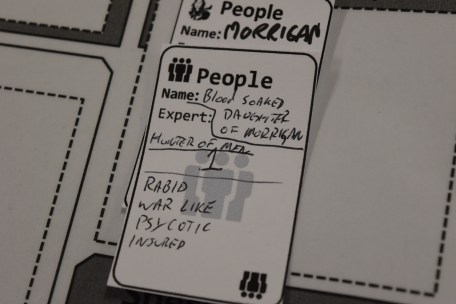 People
Name: MORRIGAN
People
Name: Blood SOAKED
Expert: DAUGHTER
OF MORRIGAN
HUNTER OF MEN
I
RABID
WAR LIKE
PSYCOTIC
INJURED